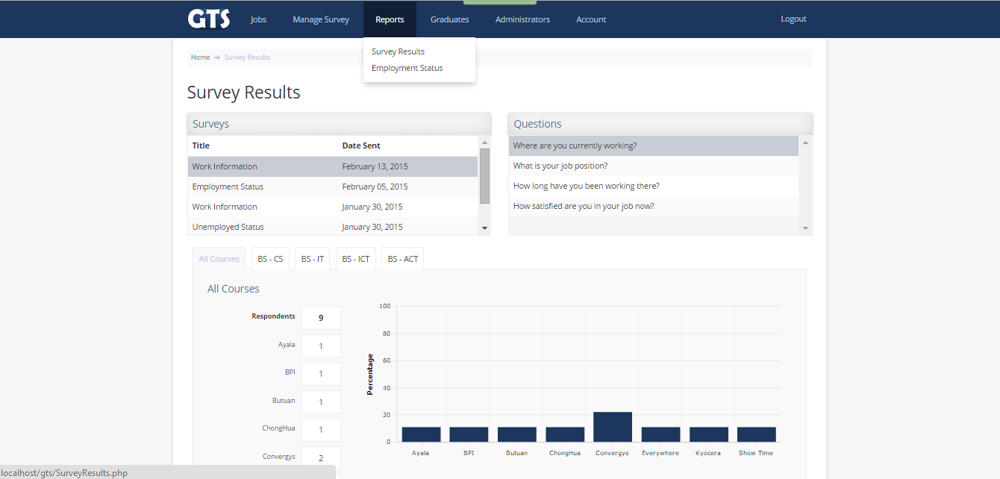 GTS Jobs Manage Survey Reports Graduates Administrators Account Logout
Survey Results
Employment Status
Home Survey Results
Survey Results
Surveys
Title Date Sent
Work Information February 13, 2015
Employment Status February 05, 2015
Work Information January 30, 2015
Unemployed Status January 30, 2015
Questions
Where are you currently working?
What is your job position?
How long have you been working there?
How satisfied are you in your job now?
All Courses BS - CS BS - IT BS - ICT BS - ACT
All Courses
Respondents 9
Ayala 1
BPI 1
Butuan 1
ChongHua 1
Convergys 2
Percentage
100
80
60
40
20
0
Ayala BPI Butuan ChongHua Convergys Everywhere Kyocera Show Time
localhost/gts/SurveyResults.php